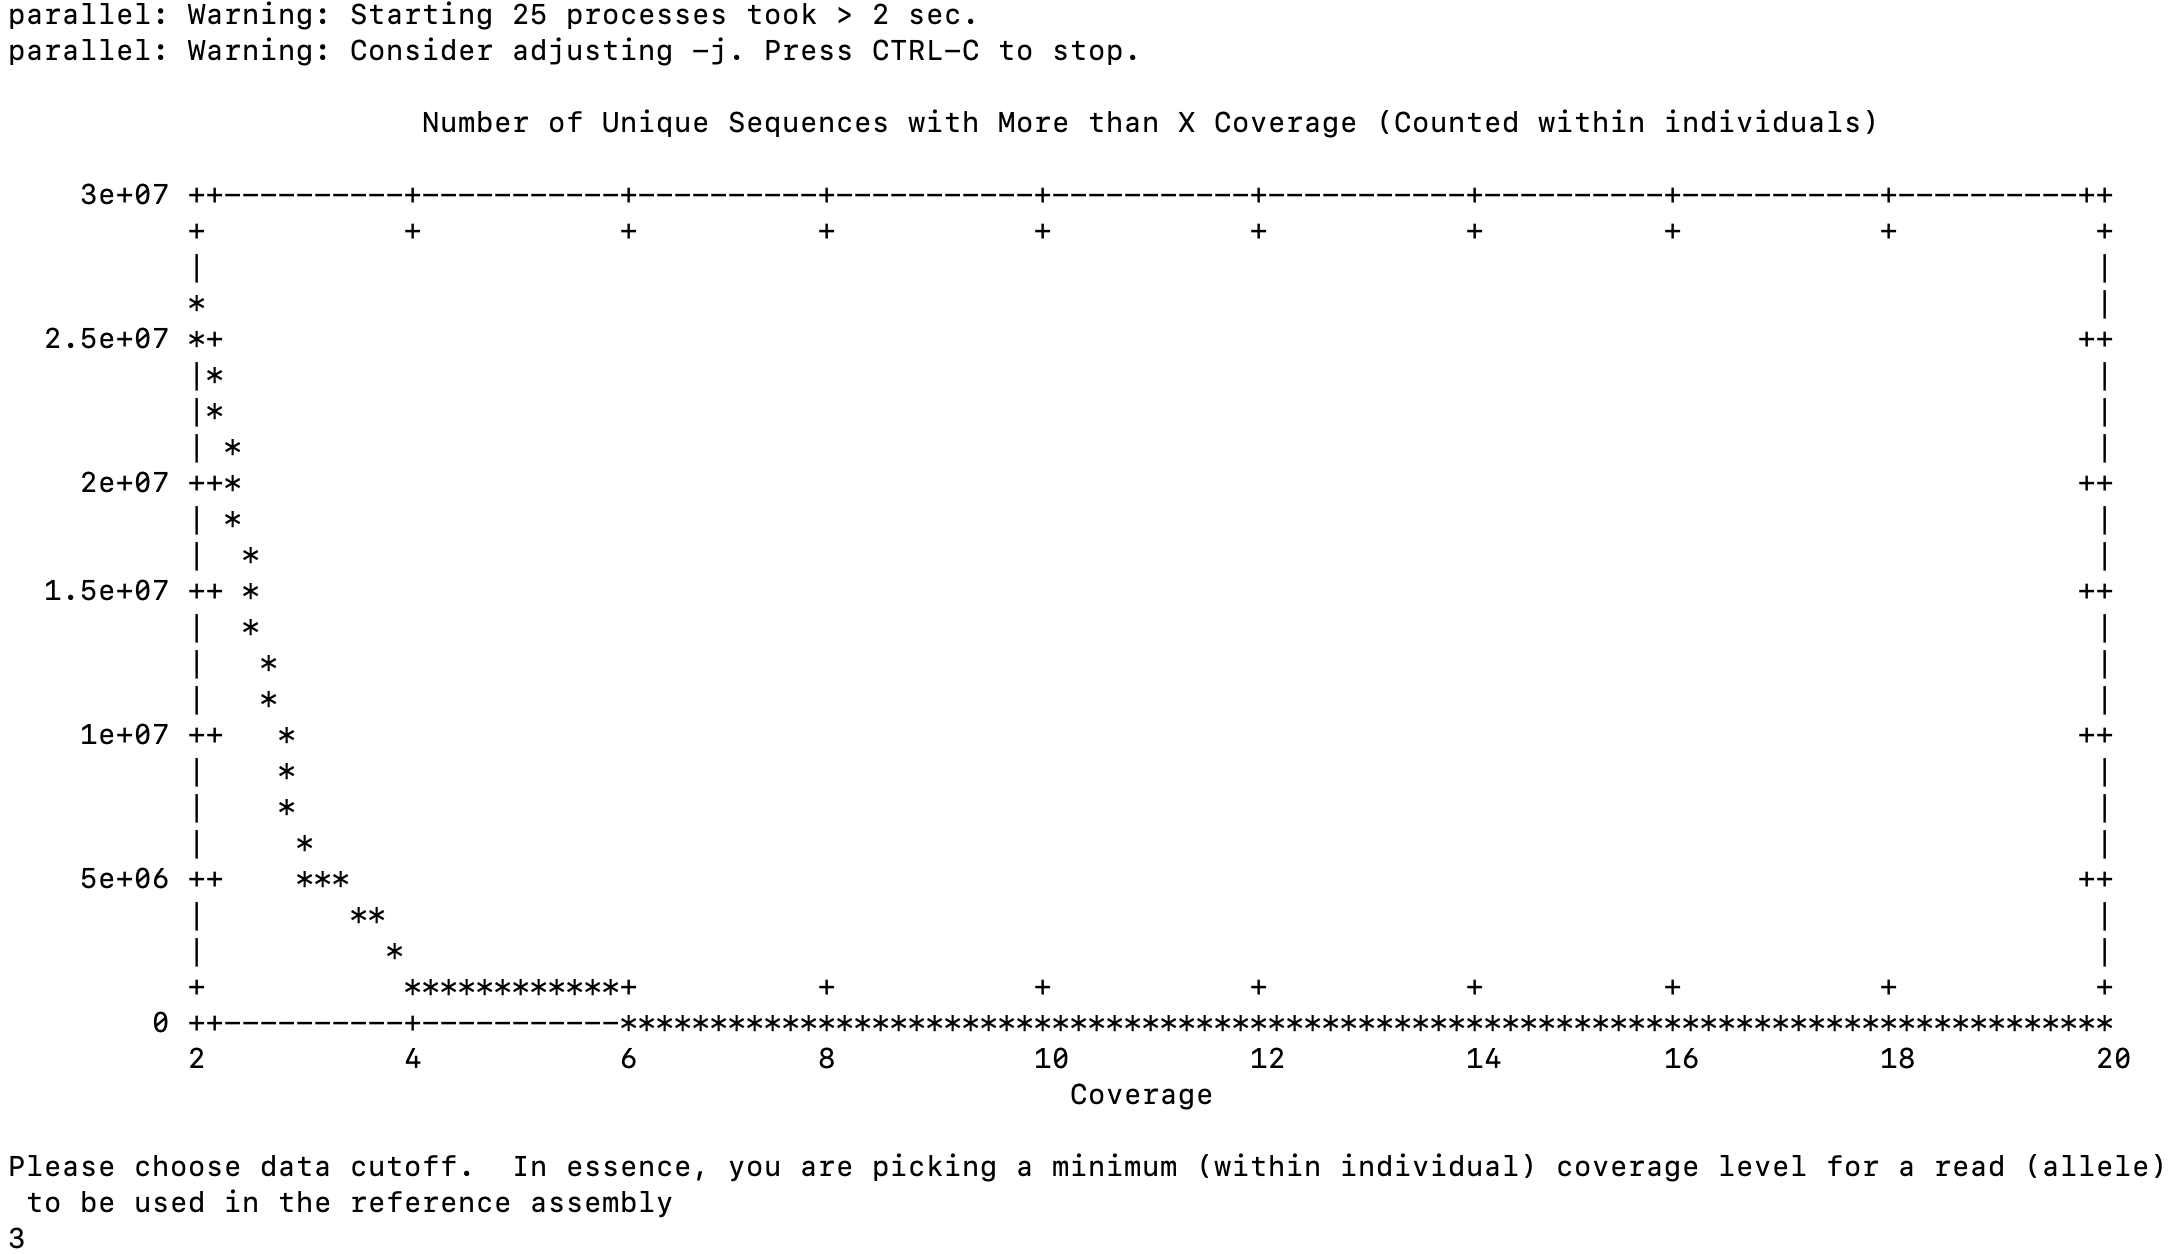 parallel: Warning: Starting 25 processes took > 2 sec.
parallel: Warning: Consider adjusting -j. Press CTRL-C to stop.
Number of Unique Sequences with More than X Coverage (Counted within individuals)
3e+07 ++----------+-----------+----------+-----------+-----------+-----------+----------+-----------+----------++
+           +           +          +           +           +           +          +           +           +
|                                                                                                         |
*                                                                                                         |
2.5e+07 *+                                                                                                       ++
|*                                                                                                        |
|*                                                                                                        |
| *                                                                                                       |
2e+07 ++*                                                                                                      ++
| *                                                                                                       |
|  *                                                                                                      |
1.5e+07 ++ *                                                                                                     ++
|  *                                                                                                      |
|   *                                                                                                     |
|   *                                                                                                     |
1e+07 ++   *                                                                                                   ++
|    *                                                                                                    |
|    *                                                                                                    |
|     *                                                                                                   |
5e+06 ++    ***                                                                                                ++
|        **                                                                                               |
|          *                                                                                              |
+           ************+          +           +           +           +          +           +           +
0 ++----------+-----------***********************************************************************************
2           4           6          8           10          12          14         16          18          20
Coverage
Please choose data cutoff.  In essence, you are picking a minimum (within individual) coverage level for a read (allele)
 to be used in the reference assembly
3